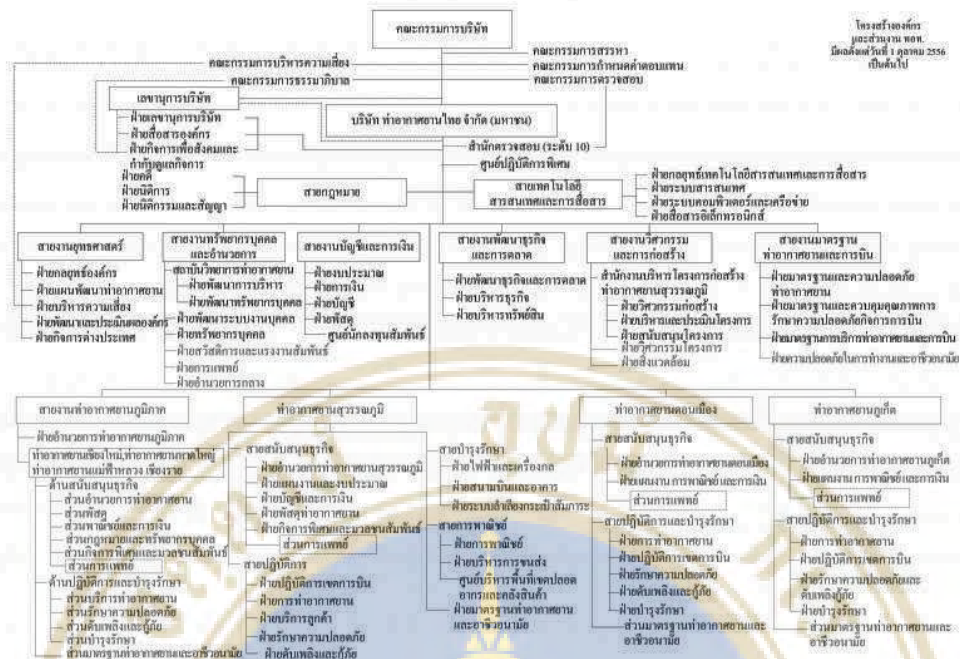 คณะกรรมการบริษัท
โครงสร้างองค์กร
และส่วนงาน ทอท.
มีผลตั้งแต่วันที่ 1 ตุลาคม 2556
เป็นต้นไป
คณะกรรมการบริหารความเสี่ยง
คณะกรรมการธรรมาภิบาล
คณะกรรมการสรรหา
คณะกรรมการกำหนดค่าตอบแทน
คณะกรรมการตรวจสอบ
เลขานุการบริษัท
ฝ่ายเลขานุการบริษัท
ฝ่ายสื่อสารองค์กร
ฝ่ายกิจการเพื่อสังคมและ
กำกับดูแลกิจการ
บริษัท ท่าอากาศยานไทย จำกัด (มหาชน)
สำนักตรวจสอบ (ระดับ 10)
ศูนย์ปฏิบัติการพิเศษ
ฝ่ายคดี
ฝ่ายนิติการ
ฝ่ายนิติกรรมและสัญญา
สายกฎหมาย
สายเทคโนโลยี
สารสนเทศและการสื่อสาร
ฝ่ายกลยุทธ์เทคโนโลยีสารสนเทศและการสื่อสาร
ฝ่ายระบบสารสนเทศ
ฝ่ายระบบคอมพิวเตอร์และเครือข่าย
ฝ่ายสื่อสารอิเล็กทรอนิกส์
สายงานยุทธศาสตร์
ฝ่ายกลยุทธ์องค์กร
ฝ่ายแผนพัฒนาท่าอากาศยาน
ฝ่ายบริหารความเสี่ยง
ฝ่ายพัฒนาและประเมินผลองค์กร
ฝ่ายกิจการต่างประเทศ
สายงานทรัพยากรบุคคล
และอำนวยการ
สถาบันวิทยาการท่าอากาศยาน
ฝ่ายพัฒนาการบริหาร
ฝ่ายพัฒนาทรัพยากรบุคคล
ฝ่ายพัฒนาระบบงานบุคคล
ฝ่ายทรัพยากรบุคคล
ฝ่ายสวัสดิการและแรงงานสัมพันธ์
ฝ่ายการแพทย์
ฝ่ายอำนวยการกลาง
สายงานบัญชีและการเงิน
ฝ่ายงบประมาณ
ฝ่ายการเงิน
ฝ่ายบัญชี
ฝ่ายพัสดุ
ศูนย์นักลงทุนสัมพันธ์
สายงานพัฒนาธุรกิจ
และการตลาด
ฝ่ายพัฒนาธุรกิจและการตลาด
ฝ่ายบริหารธุรกิจ
ฝ่ายบริหารทรัพย์สิน
สายงานวิศวกรรม
และการก่อสร้าง
สำนักงานบริหารโครงการก่อสร้าง
ท่าอากาศยานสุวรรณภูมิ
ฝ่ายวิศวกรรมก่อสร้าง
ฝ่ายบริหารและประเมินโครงการ
ฝ่ายสนับสนุนโครงการ
ฝ่ายวิศวกรรมโครงการ
ฝ่ายสิ่งแวดล้อม
สายงานมาตรฐาน
ท่าอากาศยานและการบิน
ฝ่ายมาตรฐานและความปลอดภัย
ท่าอากาศยาน
ฝ่ายมาตรฐานและควบคุมคุณภาพการ
รักษาความปลอดภัยกิจการการบิน
ฝ่ายมาตรฐานการบริการท่าอากาศยานและการบิน
ฝ่ายความปลอดภัยในการทำงานและอาชีวอนามัย
สายงานท่าอากาศยานภูมิภาค
ฝ่ายอำนวยการท่าอากาศยานภูมิภาค
ท่าอากาศยานเชียงใหม่,ท่าอากาศยานหาดใหญ่
ท่าอากาศยานแม่ฟ้าหลวง เชียงราย
ด้านสนับสนุนธุรกิจ
ส่วนอำนวยการท่าอากาศยาน
ส่วนพัสดุ
ส่วนพาณิชย์และการเงิน
ส่วนกฎหมายและทรัพยากรบุคคล
ส่วนกิจการพิเศษและมวลชนสัมพันธ์
ส่วนการแพทย์
ด้านปฏิบัติการและบำรุงรักษา
ส่วนบริการท่าอากาศยาน
ส่วนรักษาความปลอดภัย
ส่วนดับเพลิงและกู้ภัย
ส่วนบำรุงรักษา
ส่วนมาตรฐานท่าอากาศยานและอาชีวอนามัย
ท่าอากาศยานสุวรรณภูมิ
สายสนับสนุนธุรกิจ
ฝ่ายอำนวยการท่าอากาศยานสุวรรณภูมิ
ฝ่ายแผนงานและงบประมาณ
ฝ่ายบัญชีและการเงิน
ฝ่ายพัสดุท่าอากาศยาน
ฝ่ายกิจการพิเศษและมวลชนสัมพันธ์
ส่วนการแพทย์
สายปฏิบัติการ
ฝ่ายปฏิบัติการเขตการบิน
ฝ่ายการท่าอากาศยาน
ฝ่ายบริการลูกค้า
ฝ่ายรักษาความปลอดภัย
ฝ่ายดับเพลิงและกู้ภัย
สายบำรุงรักษา
ฝ่ายไฟฟ้าและเครื่องกล
ฝ่ายสนามบินและอาคาร
ฝ่ายระบบลำเลียงกระเป๋าสัมภาระ
สายการพาณิชย์
ฝ่ายการพาณิชย์
ฝ่ายบริหารการขนส่ง
ศูนย์บริหารพื้นที่เขตปลอด
อากรและคลังสินค้า
ฝ่ายมาตรฐานท่าอากาศยาน
และอาชีวอนามัย
ท่าอากาศยานดอนเมือง
สายสนับสนุนธุรกิจ
ฝ่ายอำนวยการท่าอากาศยานดอนเมือง
ฝ่ายแผนงาน การพาณิชย์และการเงิน
ส่วนการแพทย์
สายปฏิบัติการและบำรุงรักษา
ฝ่ายการท่าอากาศยาน
ฝ่ายปฏิบัติการเขตการบิน
ฝ่ายรักษาความปลอดภัย
ฝ่ายดับเพลิงและกู้ภัย
ฝ่ายบำรุงรักษา
ส่วนมาตรฐานท่าอากาศยานและ
อาชีวอนามัย
ท่าอากาศยานภูเก็ต
สายสนับสนุนธุรกิจ
ฝ่ายอำนวยการท่าอากาศยานภูเก็ต
ฝ่ายแผนงาน การพาณิชย์และการเงิน
ส่วนการแพทย์
สายปฏิบัติการและบำรุงรักษา
ฝ่ายการท่าอากาศยาน
ฝ่ายปฏิบัติการเขตการบิน
ฝ่ายรักษาความปลอดภัยและ
ดับเพลิงกู้ภัย
ฝ่ายบำรุงรักษา
ส่วนมาตรฐานท่าอากาศยานและ
อาชีวอนามัย